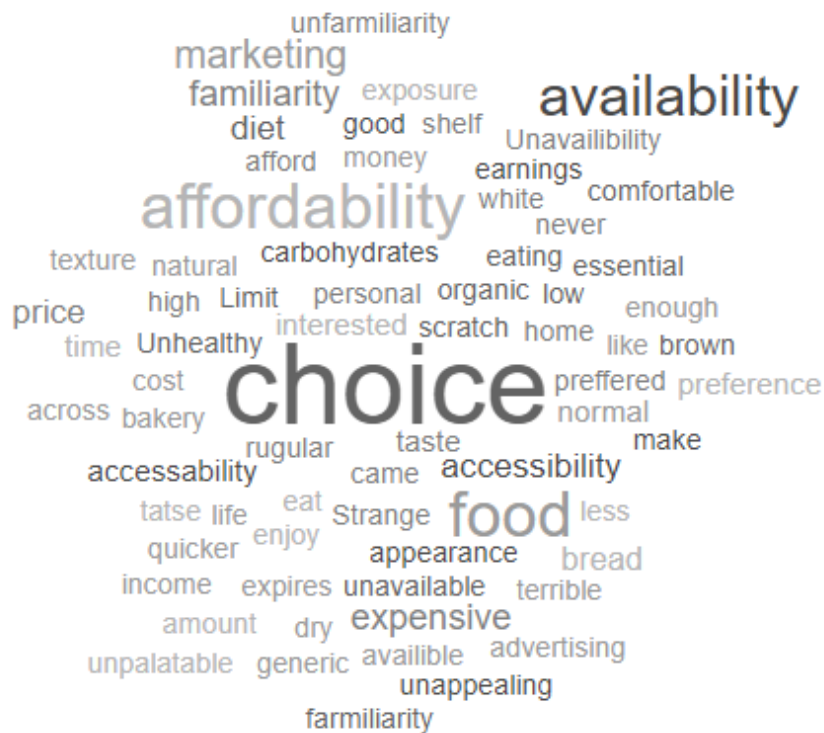 unfarmiliarity
marketing
familiarity exposure availability
diet good shelf Unavailibility
afford money earnings
affordability white comfortable
never
texture natural carbohydrates eating essential
price high Limit personal organic low enough
time Unhealthy interested scratch home like brown
cost choice preffered preference
across bakery normal
rugular taste make
accessability came accessibility
tatse life eat Strange food less
quicker enjoy appearance bread
income expires unavailable terrible
amount dry expensive
unpalatable generic availible advertising
unappealing
farmiliarity